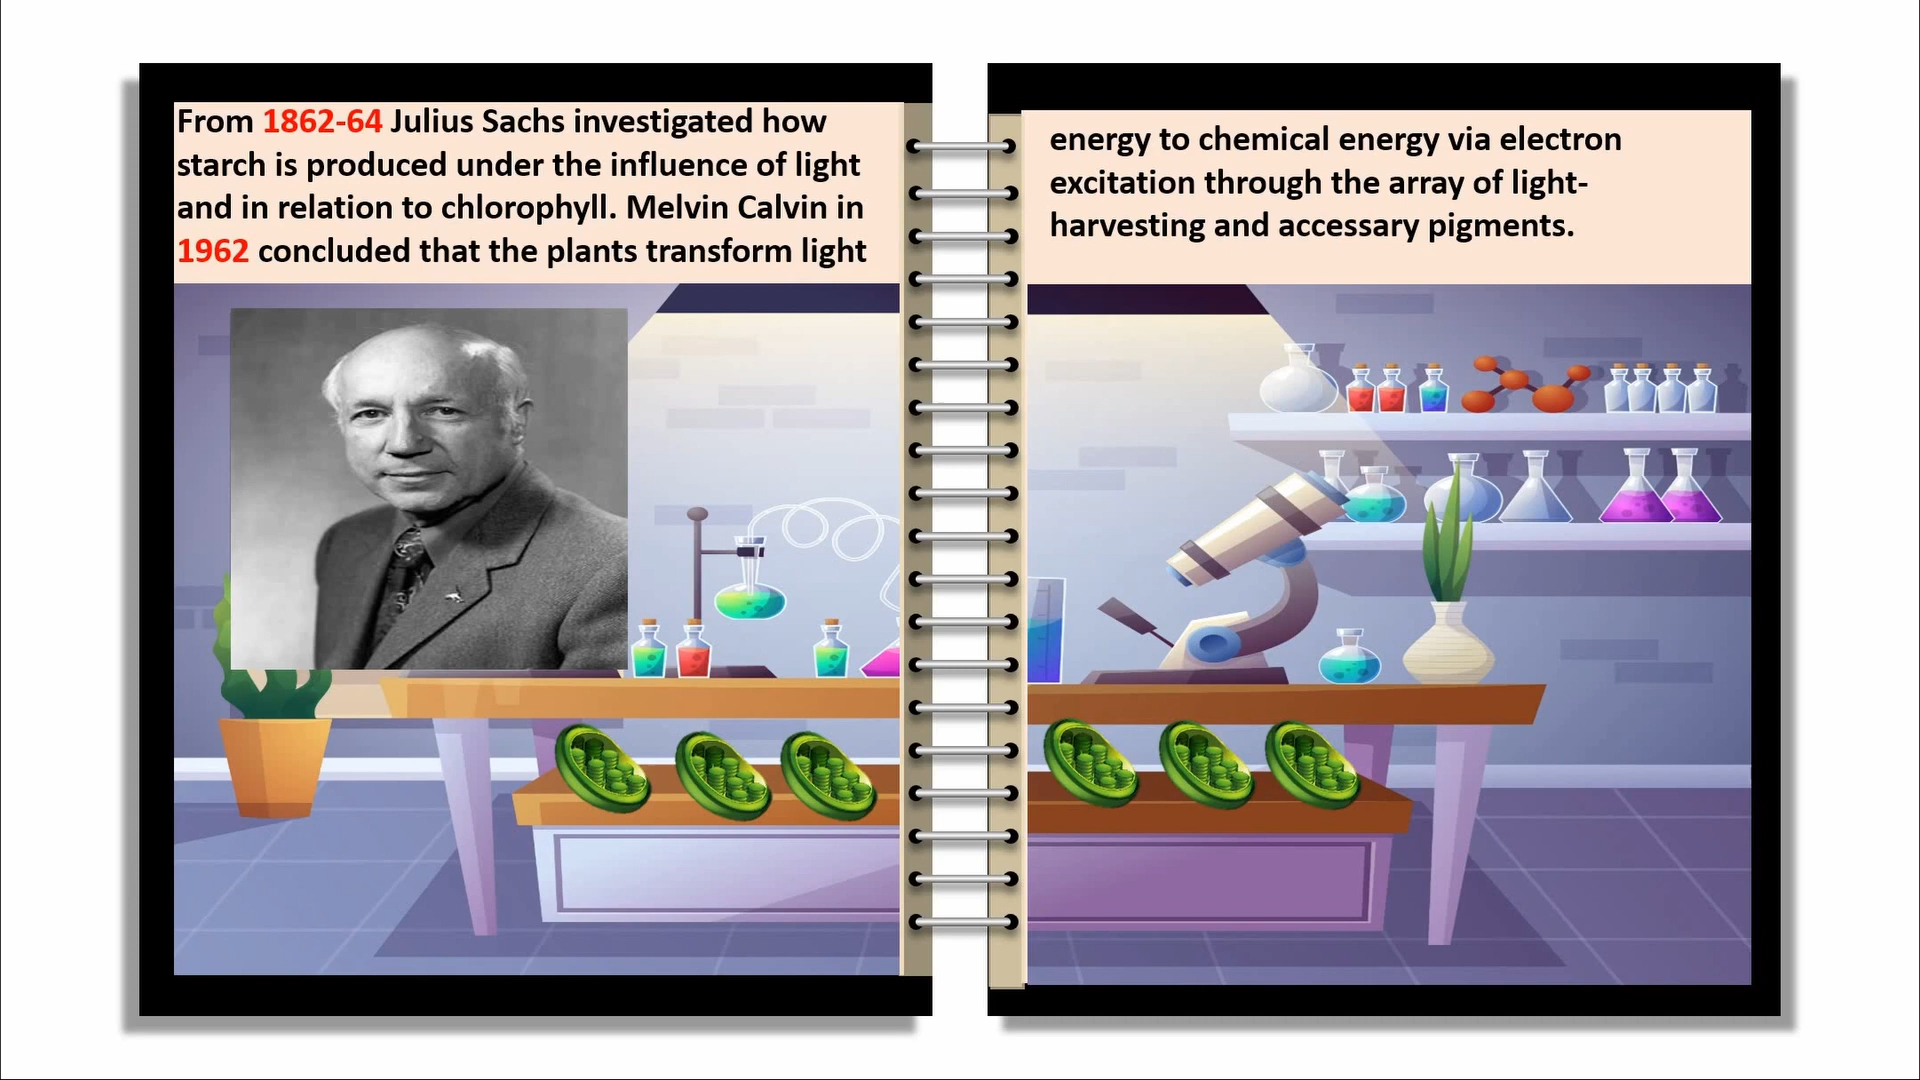 From 1862-64 Julius Sachs investigated how
starch is produced under the influence of light
and in relation to chlorophyll. Melvin Calvin in
1962 concluded that the plants transform light
energy to chemical energy via electron
excitation through the array of light-
harvesting and accessary pigments.